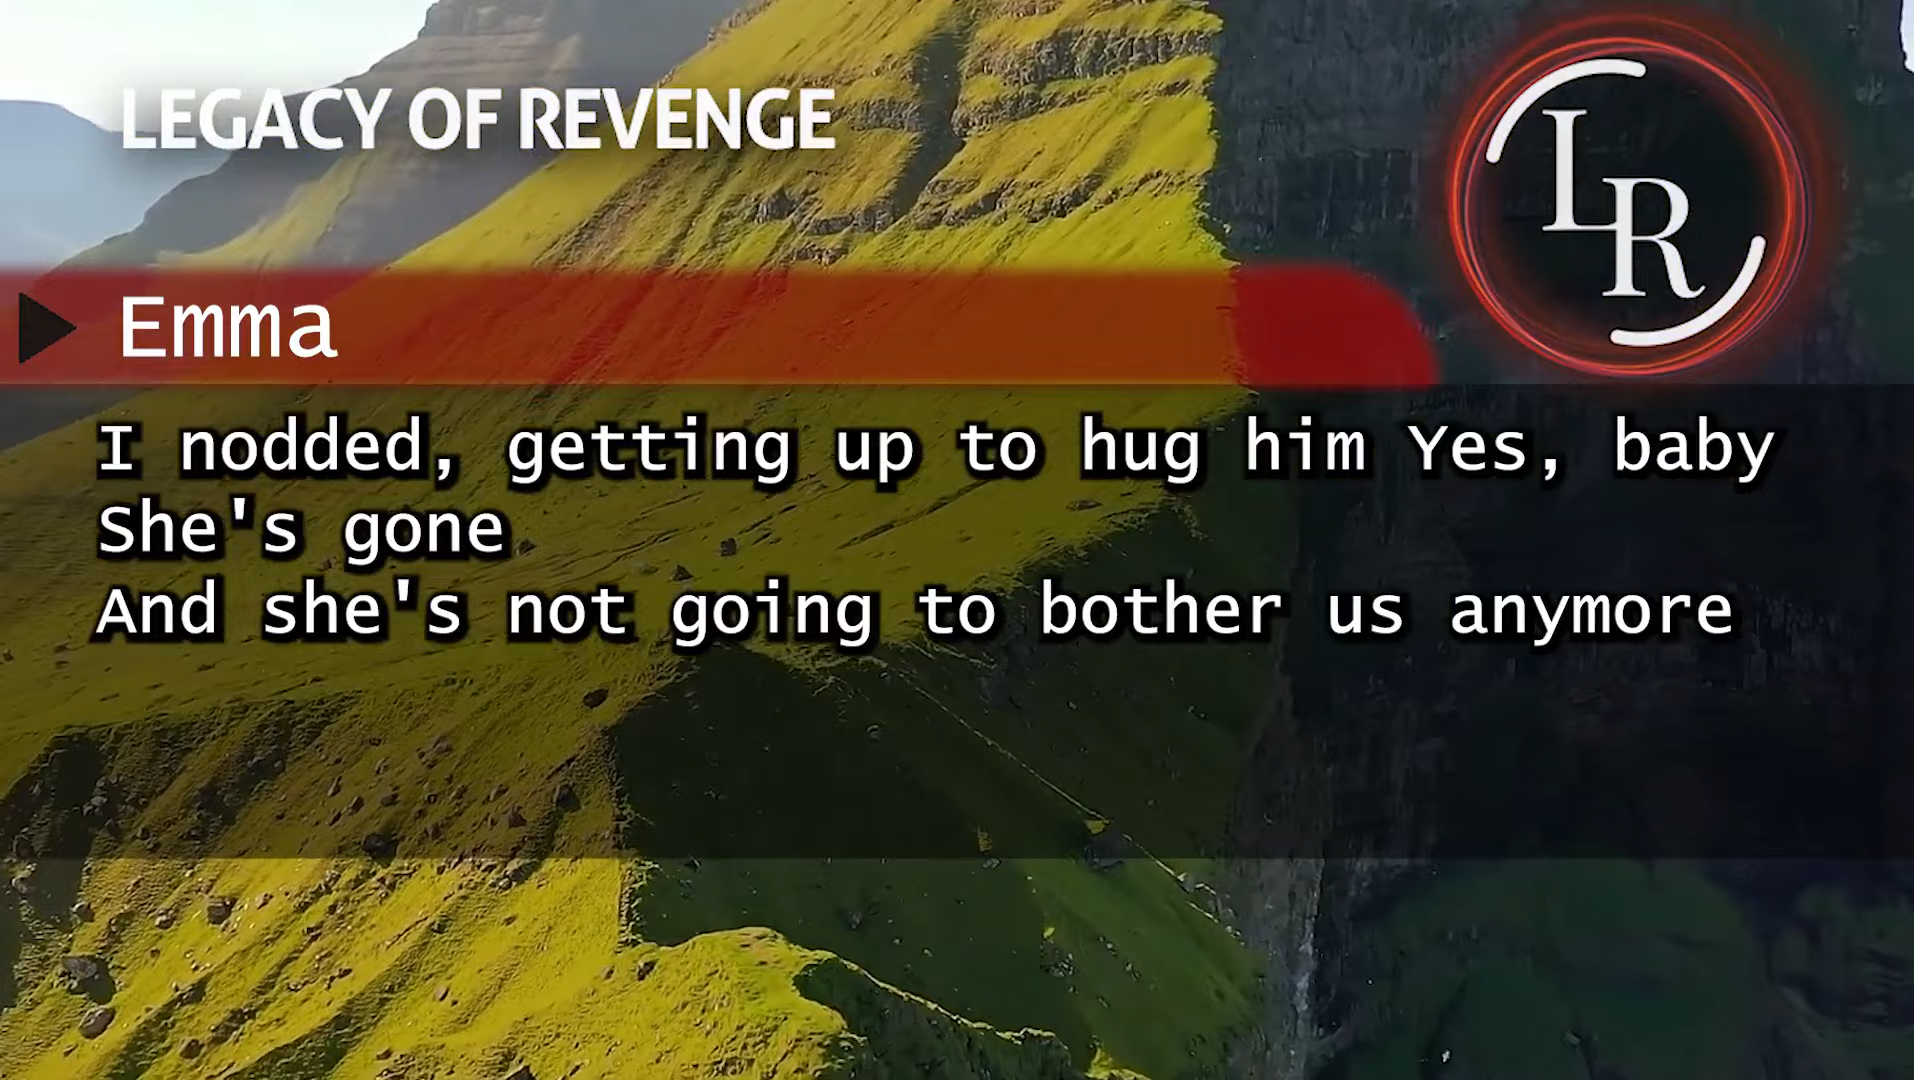 LEGACY OF REVENGE
LR
Emma
I nodded, getting up to hug him Yes, baby
She's gone
And she's not going to bother us anymore